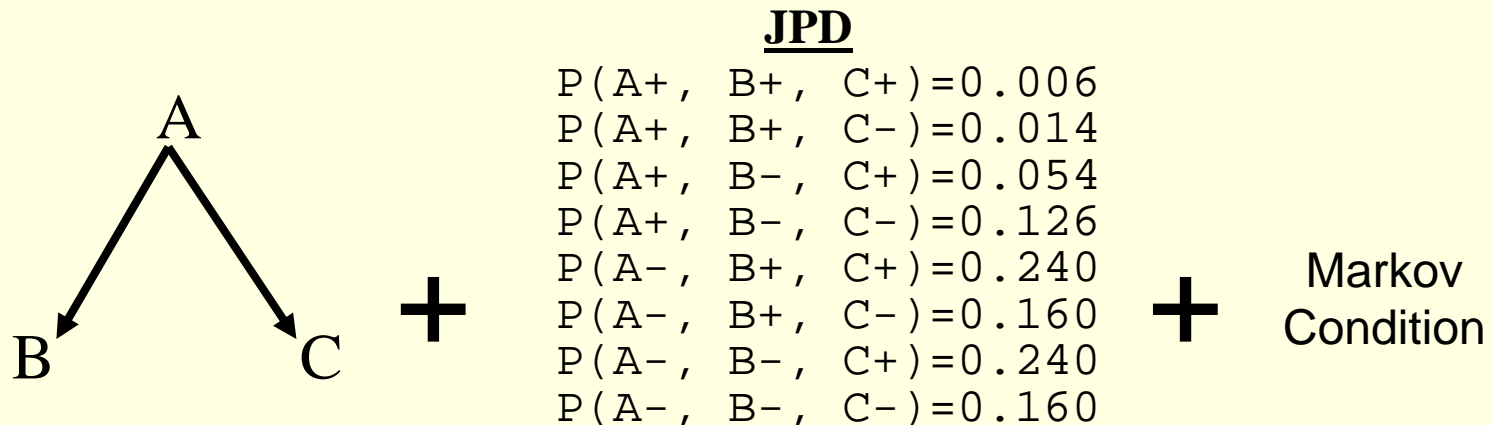 JPD
P(A+, B+, C+)=0.006
P(A+, B+, C-)=0.014
P(A+, B-, C+)=0.054
P(A+, B-, C-)=0.126
P(A-, B+, C+)=0.240
P(A-, B+, C-)=0.160
P(A-, B-, C+)=0.240
P(A-, B-, C-)=0.160
A
B
C
+
+
Markov
Condition